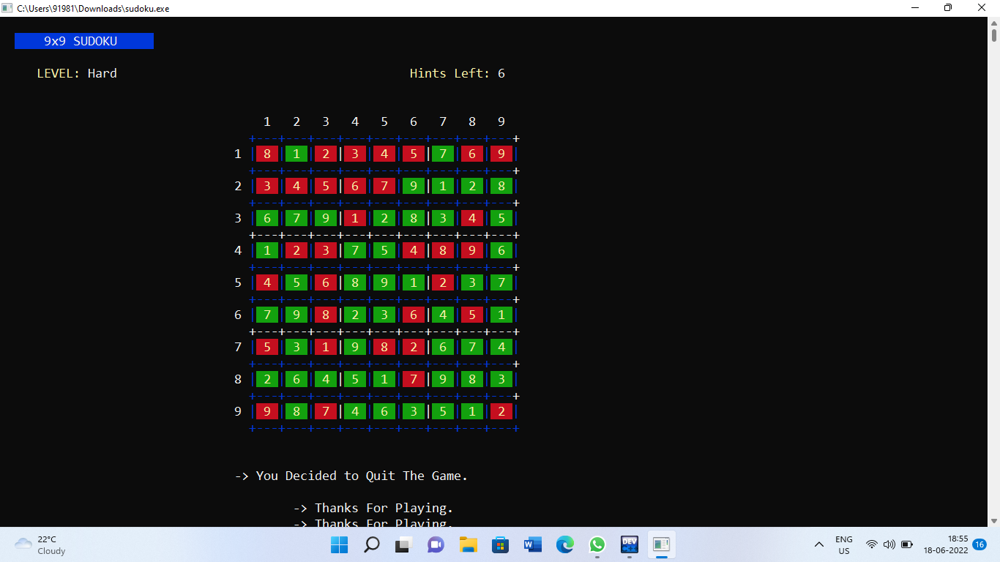 C:\Users\91981\Downloads\sudoku.exe
9x9 SUDOKU
LEVEL: Hard Hints Left: 6
1 2 3 4 5 6 7 8 9
1 8 1 2 3 4 5 7 6 9
2 3 4 5 6 7 9 1 2 8
3 6 7 9 1 2 8 3 4 5
4 1 2 3 7 5 4 8 9 6
5 4 5 6 8 9 1 2 3 7
6 7 9 8 2 3 6 4 5 1
7 5 3 1 9 8 2 6 7 4
8 2 6 4 5 1 7 9 8 3
9 9 8 7 4 6 3 5 1 2
-> You Decided to Quit The Game.
-> Thanks For Playing.
-> Thanks For Playing.
22°C
Cloudy
W
DEV
ENG
US
18:55
18-06-2022
16